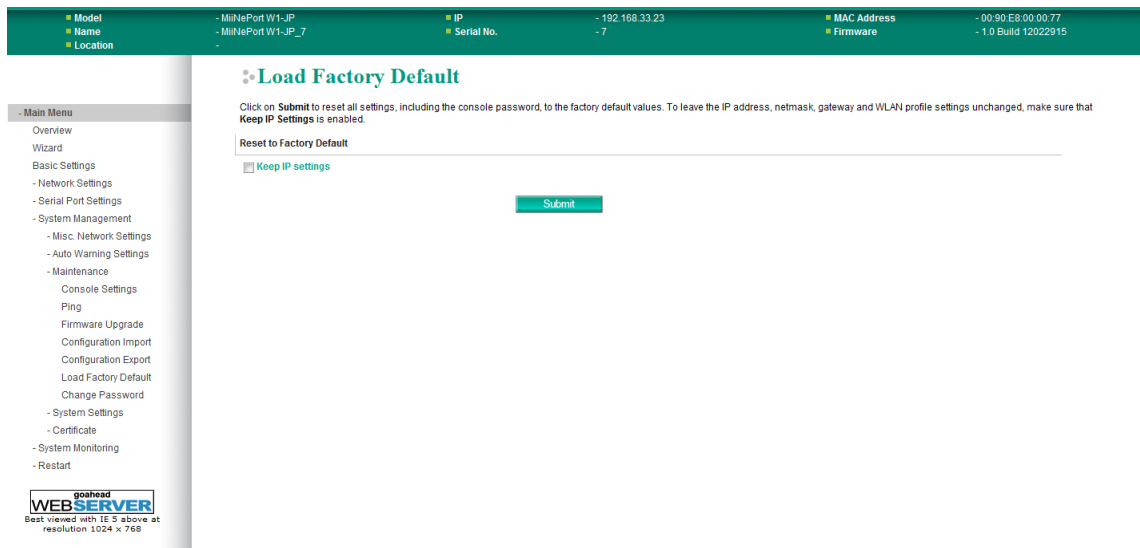 Model - MiiNePort W1-JP IP - 192.168.33.23 MAC Address - 00:90:E8:00:00:77
Name - MiiNePort W1-JP_7 Serial No. - 7 Firmware - 1.0 Build 12022915
Location -
Load Factory Default
Click on Submit to reset all settings, including the console password, to the factory default values. To leave the IP address, netmask, gateway and WLAN profile settings unchanged, make sure that
Keep IP Settings is enabled.
Reset to Factory Default
Keep IP settings
Submit
- Main Menu
Overview
Wizard
Basic Settings
- Network Settings
- Serial Port Settings
- System Management
- Misc. Network Settings
- Auto Warning Settings
- Maintenance
Console Settings
Ping
Firmware Upgrade
Configuration Import
Configuration Export
Load Factory Default
Change Password
- System Settings
- Certificate
- System Monitoring
- Restart
goahead
WEBSERVER
Best viewed with IE 5 above at
resolution 1024 x 768